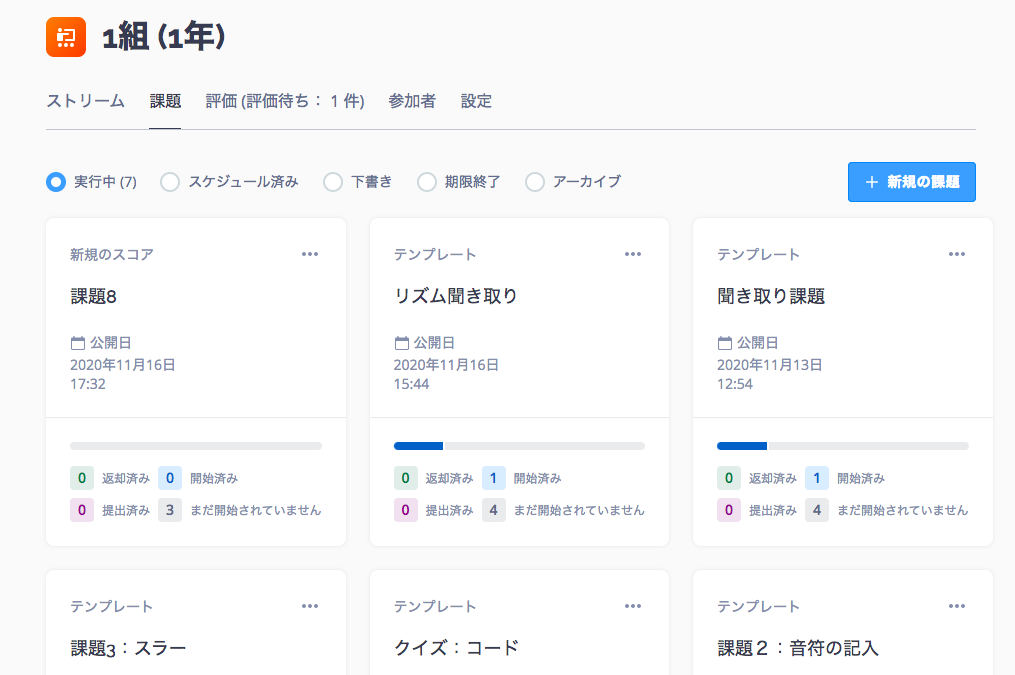 1組 (1年)
ストリーム 課題 評価 (評価待ち： 1 件) 参加者 設定
実行中 (7) スケジュール済み 下書き 期限終了 アーカイブ + 新規の課題
新規のスコア
課題8
公開日
2020年11月16日
17:32
0 返却済み 0 開始済み
0 提出済み 3 まだ開始されていません
テンプレート
リズム聞き取り
公開日
2020年11月16日
15:44
0 返却済み 1 開始済み
0 提出済み 4 まだ開始されていません
テンプレート
聞き取り課題
公開日
2020年11月13日
12:54
0 返却済み 1 開始済み
0 提出済み 4 まだ開始されていません
テンプレート
課題3：スラー
テンプレート
クイズ：コード
テンプレート
課題２：音符の記入